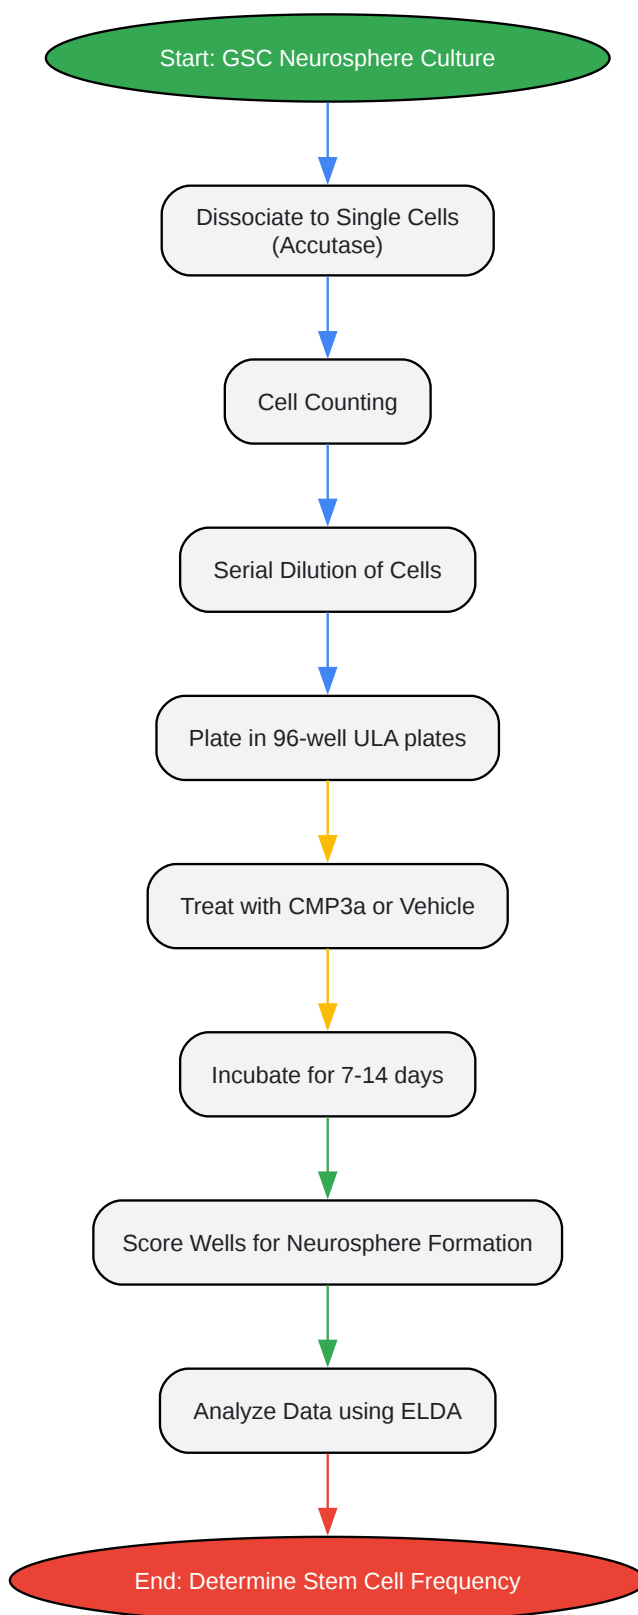 Start: GSC Neurosphere Culture
Dissociate to Single Cells
(Accutase)
Cell Counting
Serial Dilution of Cells
Plate in 96-well ULA plates
Treat with CMP3a or Vehicle
Incubate for 7-14 days
Score Wells for Neurosphere Formation
Analyze Data using ELDA
End: Determine Stem Cell Frequency